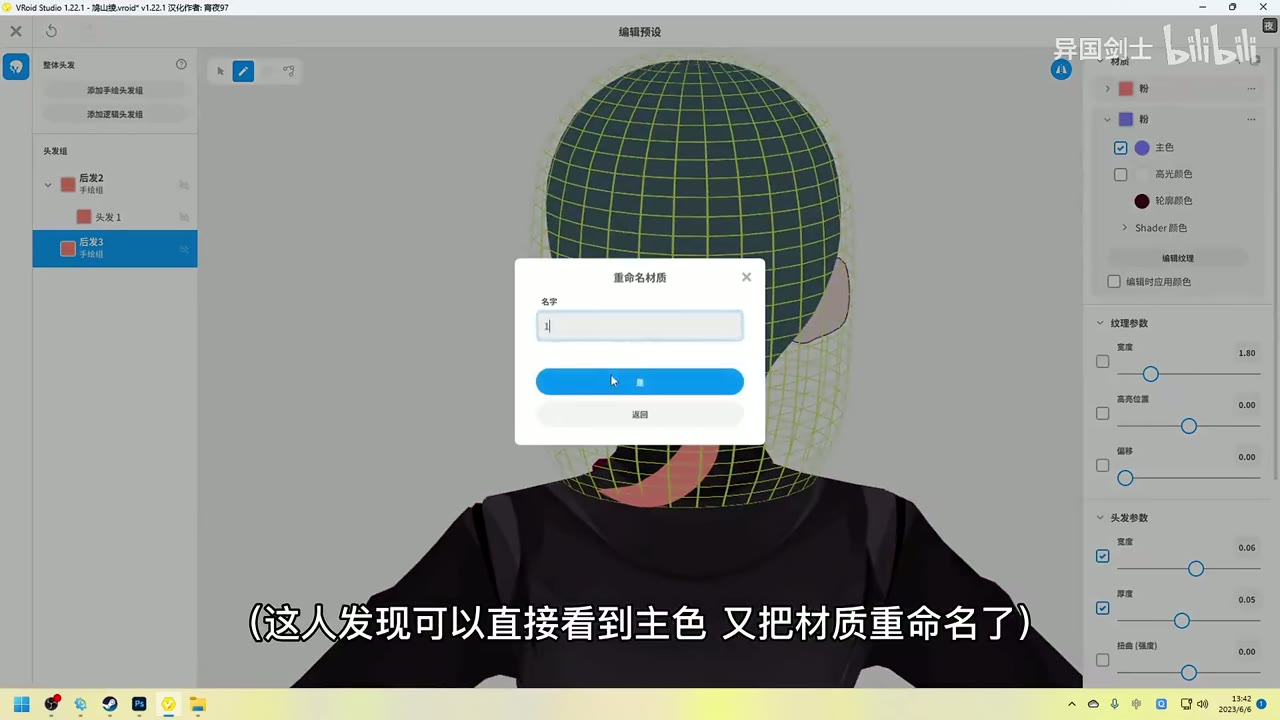 VRoid Studio 1.22.1 - 鳩山绫.vroid* v1.22.1 汉化作者: 宵夜97
编辑预设
夜
异国剑士 bilibili
整体头发
添加手绘头发组
添加逻辑头发组
头发组
后发2
手绘组
头发 1
后发3
手绘组
重命名材质
名字
1
是
返回
材质
粉
粉
主色
高光颜色
轮廓颜色
Shader 颜色
编辑纹理
编辑时应用颜色
纹理参数
宽度
1.80
高亮位置
0.00
偏移
0.00
头发参数
宽度
0.06
厚度
0.05
扭曲 (强度)
0.00
（这人发现可以直接看到主色 又把材质重命名了）
Ps
13:42
2023/6/6
1